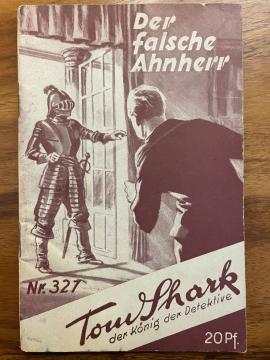 Der
falsche
Ahnherr
Nr. 327
Tom Shark
der König der Detektive
20 Pf.